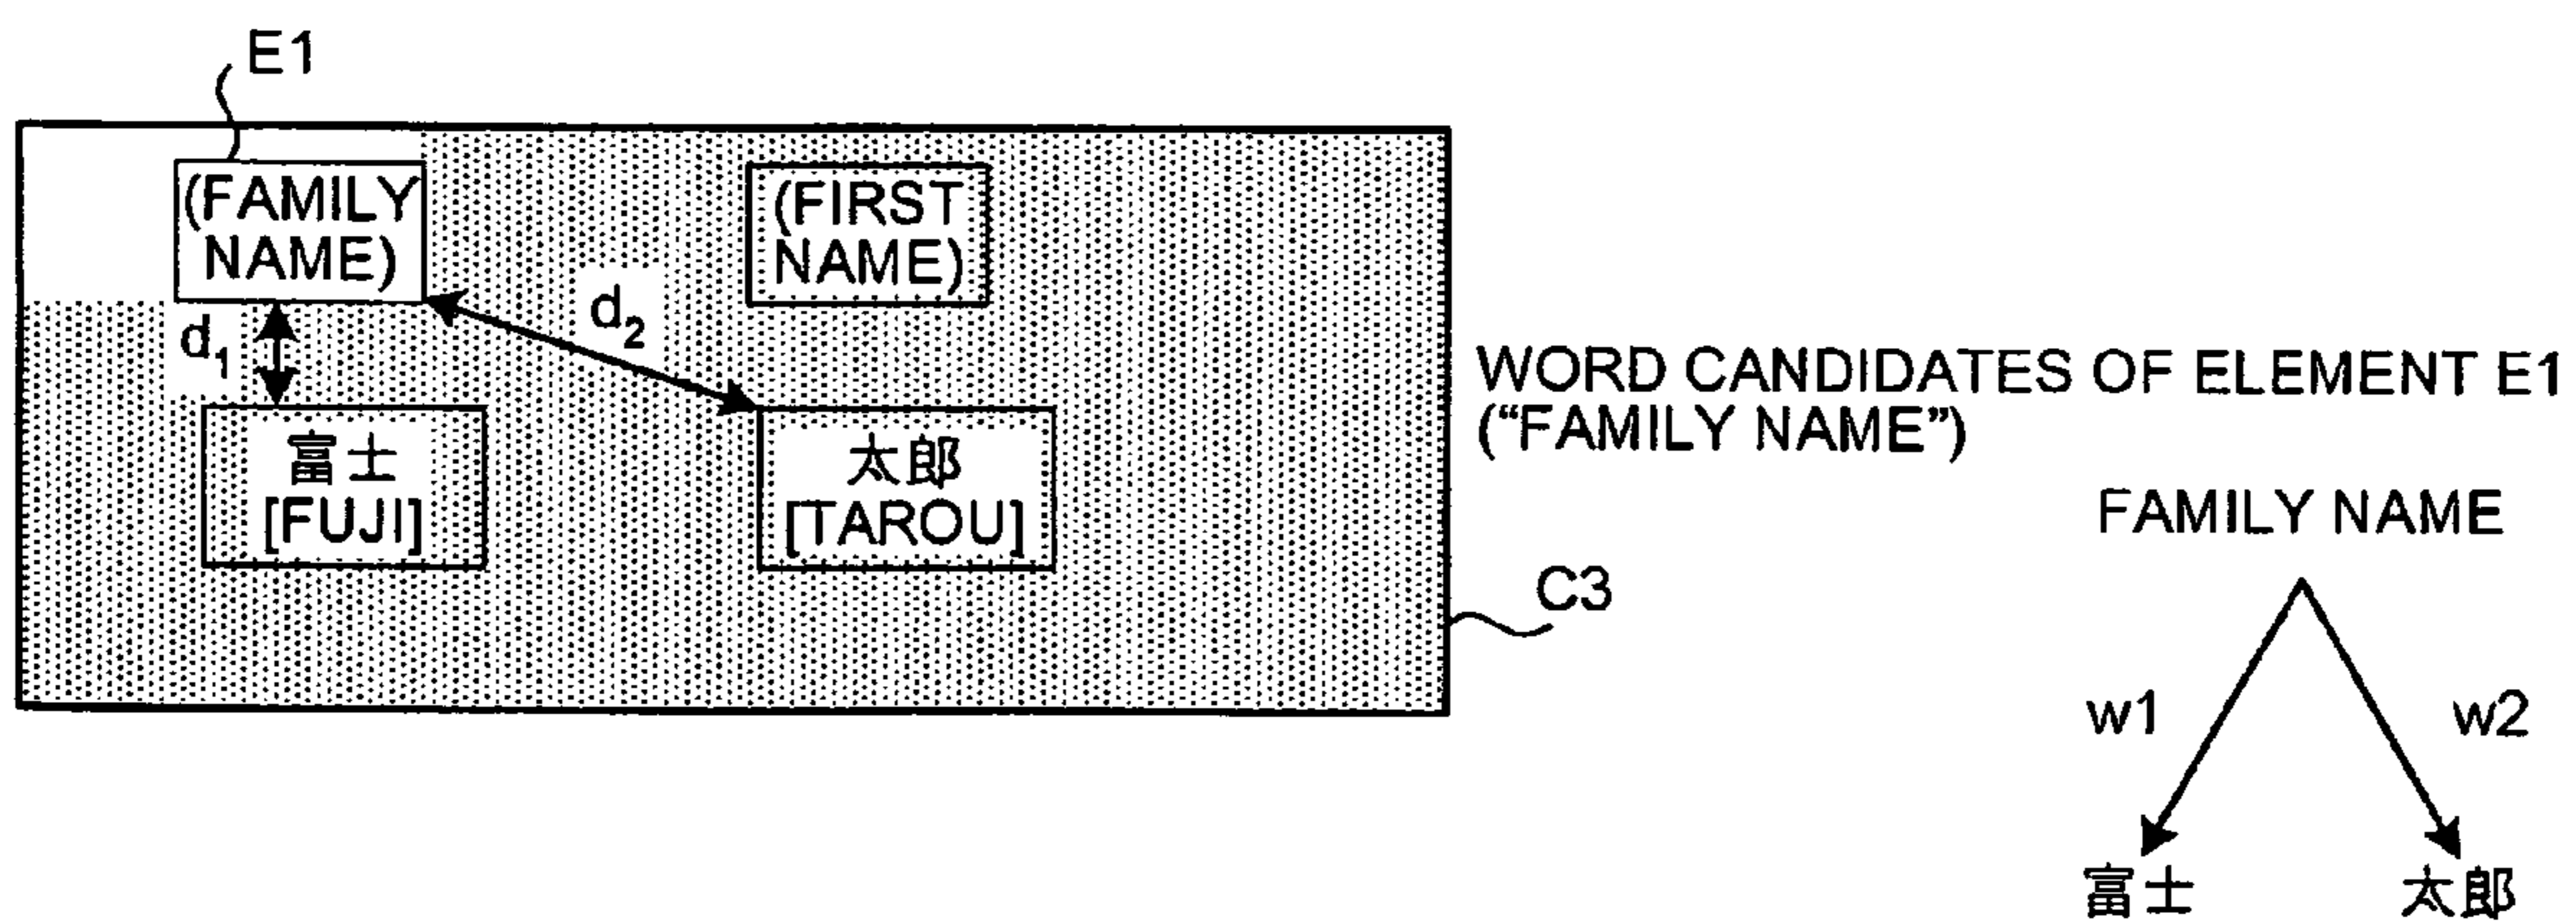 E1
(FAMILY
NAME)
(FIRST
NAME)
d1
d2
富士
[FUJI]
太郎
[TAROU]
C3
WORD CANDIDATES OF ELEMENT E1
("FAMILY NAME")
FAMILY NAME
w1
w2
富士
太郎